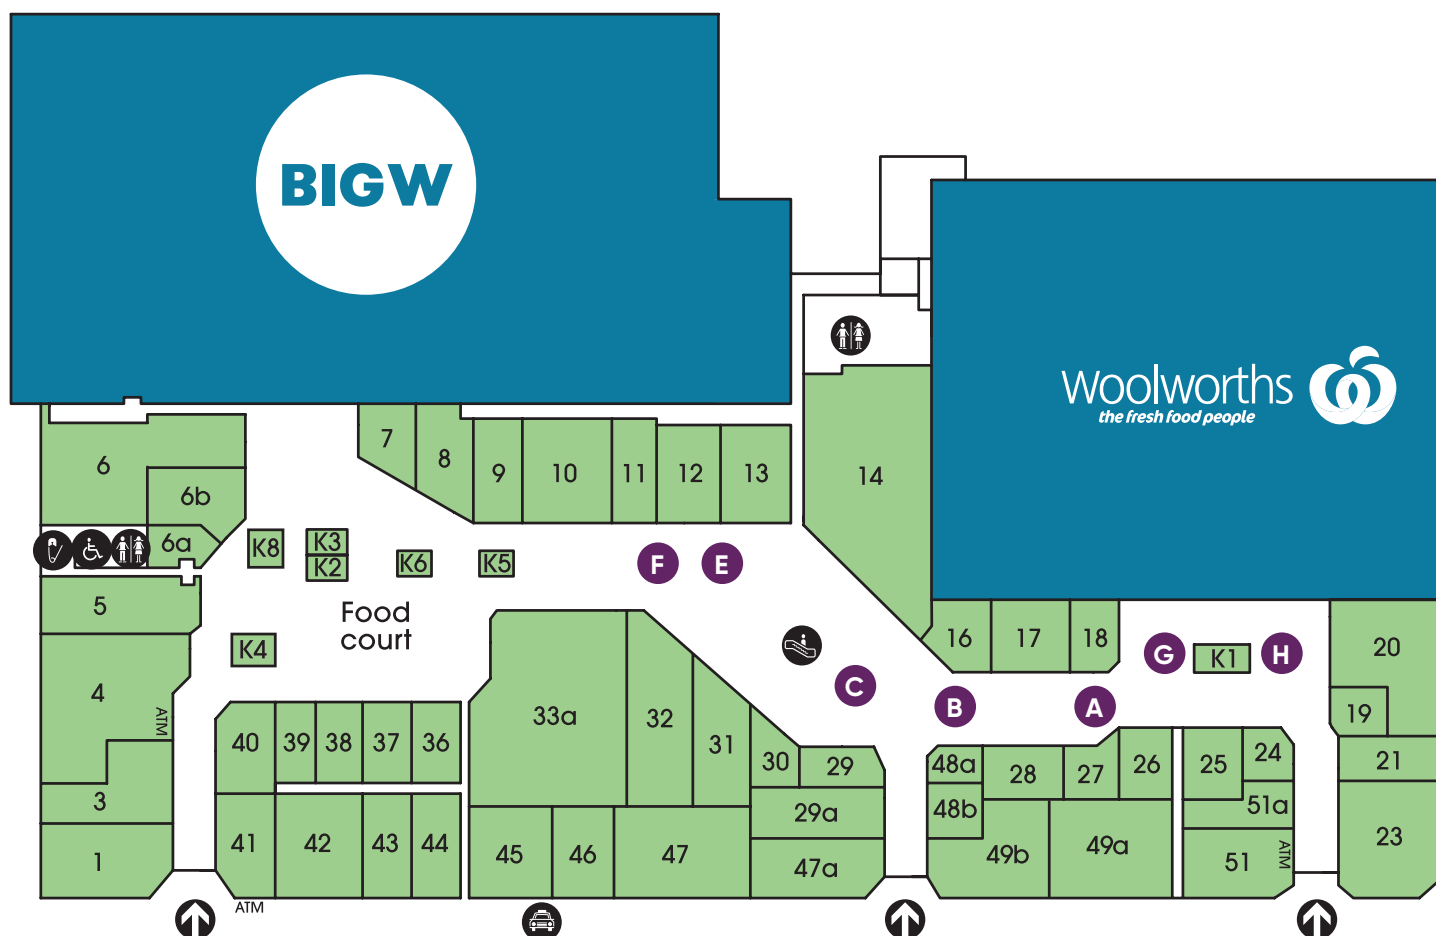 BIGW
Woolworths
the fresh food people
6
7
8
9
10
11
12
13
14
6b
6a
K8
K3
K2
K6
K5
F
E
5
Food
court
K4
16
17
18
G
K1
H
20
4
ATM
33a
32
31
C
B
A
19
40
39
38
37
36
30
29
48a
28
27
26
25
24
21
3
48b
51a
29a
1
41
42
43
44
45
46
47
47a
49b
49a
51
ATM
23
ATM